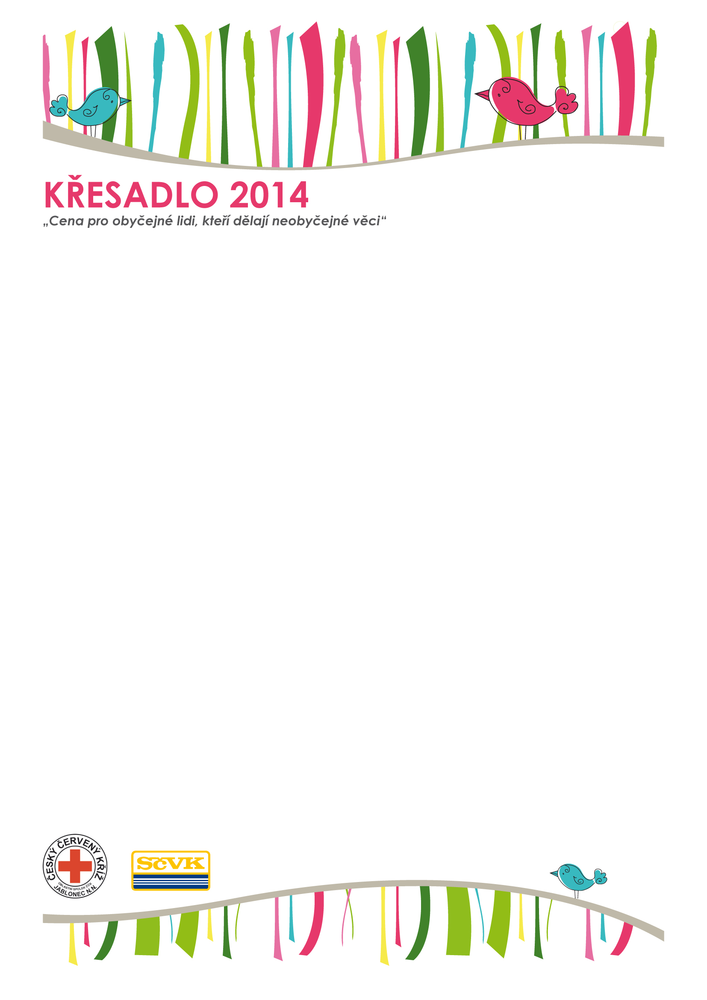 KŘESADLO 2014
„Cena pro obyčejné lidi, kteří dělají neobyčejné věci“
ČESKÝ ČERVENÝ KŘÍŽ
OBLASTNÍ SPOLEK ČČK
JABLONEC N.N.
SčVK